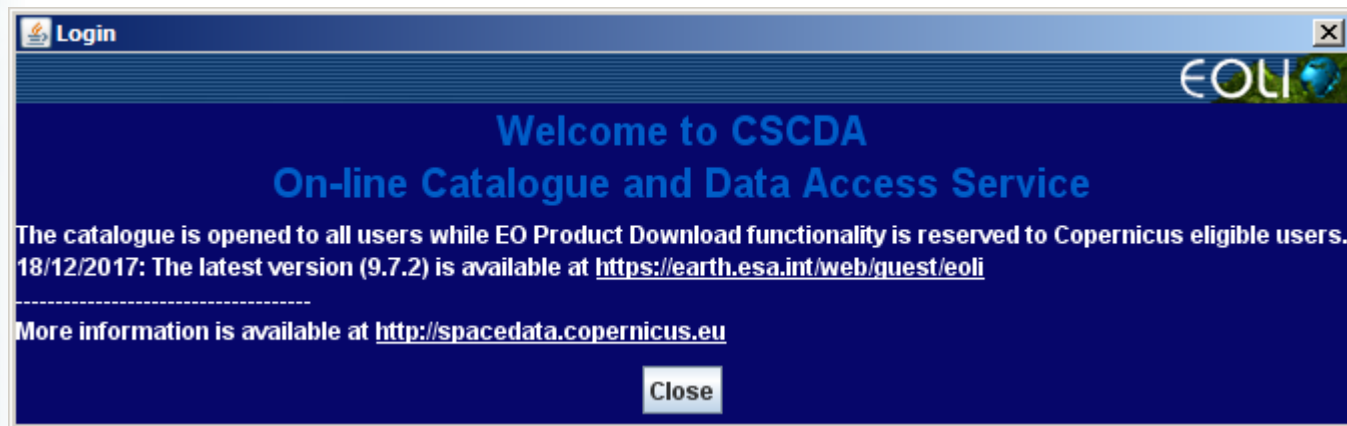 Login
EOLI
Welcome to CSCDA
On-line Catalogue and Data Access Service
The catalogue is opened to all users while EO Product Download functionality is reserved to Copernicus eligible users.
18/12/2017: The latest version (9.7.2) is available at https://earth.esa.int/web/guest/eoli
-------------------------------------
More information is available at http://spacedata.copernicus.eu
Close